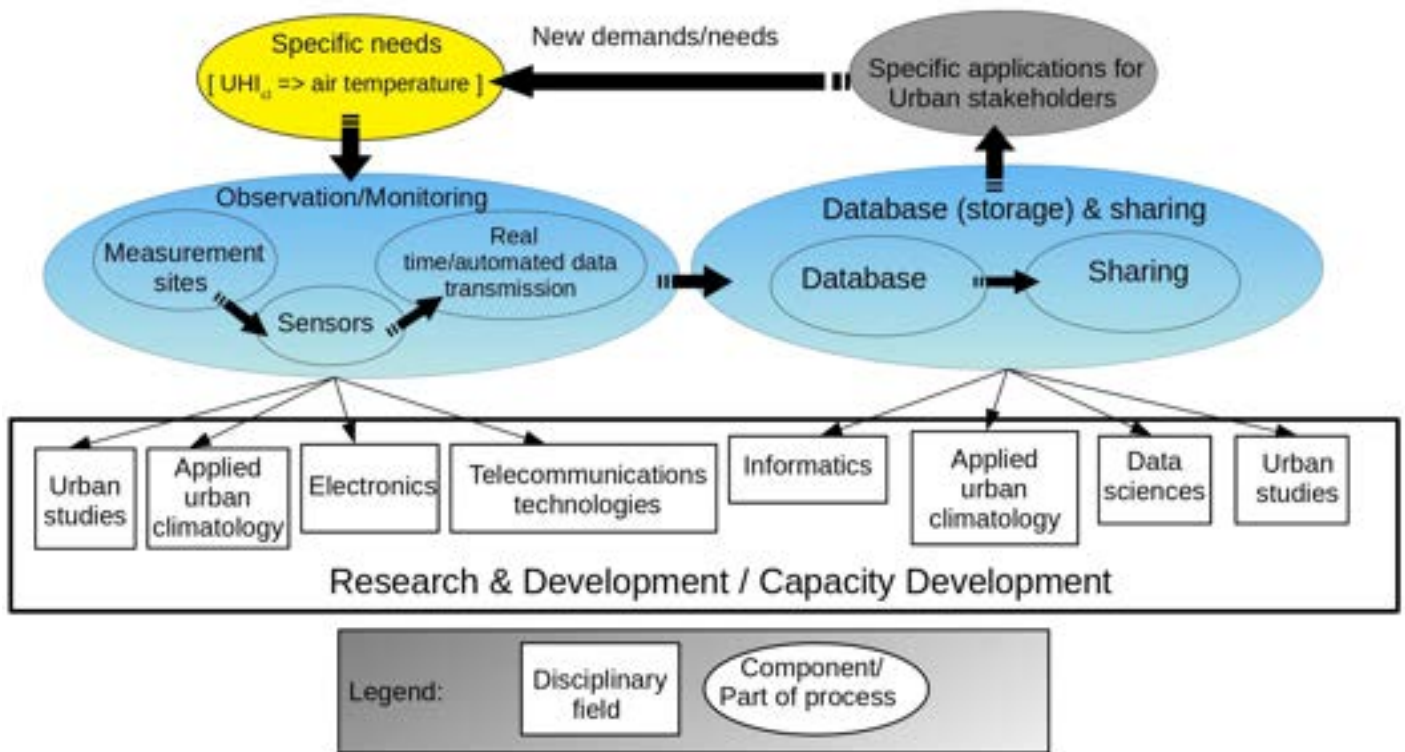 Specific needs
[ UHIcl => air temperature ]
New demands/needs
Specific applications for
Urban stakeholders
Observation/Monitoring
Measurement
sites
Sensors
Real
time/automated data
transmission
Database (storage) & sharing
Database
Sharing
Urban
studies
Applied
urban
climatology
Electronics
Telecommunications
technologies
Informatics
Applied
urban
climatology
Data
sciences
Urban
studies
Research & Development / Capacity Development
Legend:
Disciplinary
field
Component/
Part of process